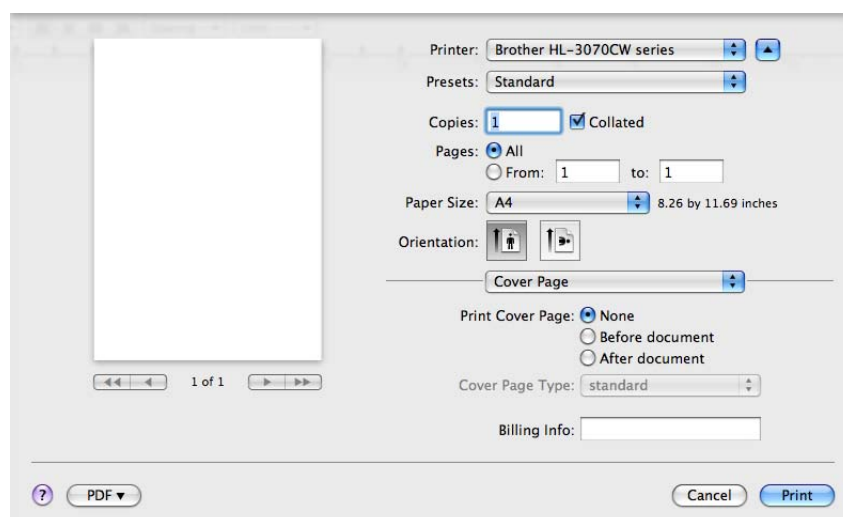 Printer: Brother HL-3070CW series
Presets: Standard
Copies: 1 Collated
Pages: All
From: 1 to: 1
Paper Size: A4 8.26 by 11.69 inches
Orientation:
Cover Page
Print Cover Page: None
Before document
After document
1 of 1
Cover Page Type: standard
Billing Info:
? PDF Cancel Print